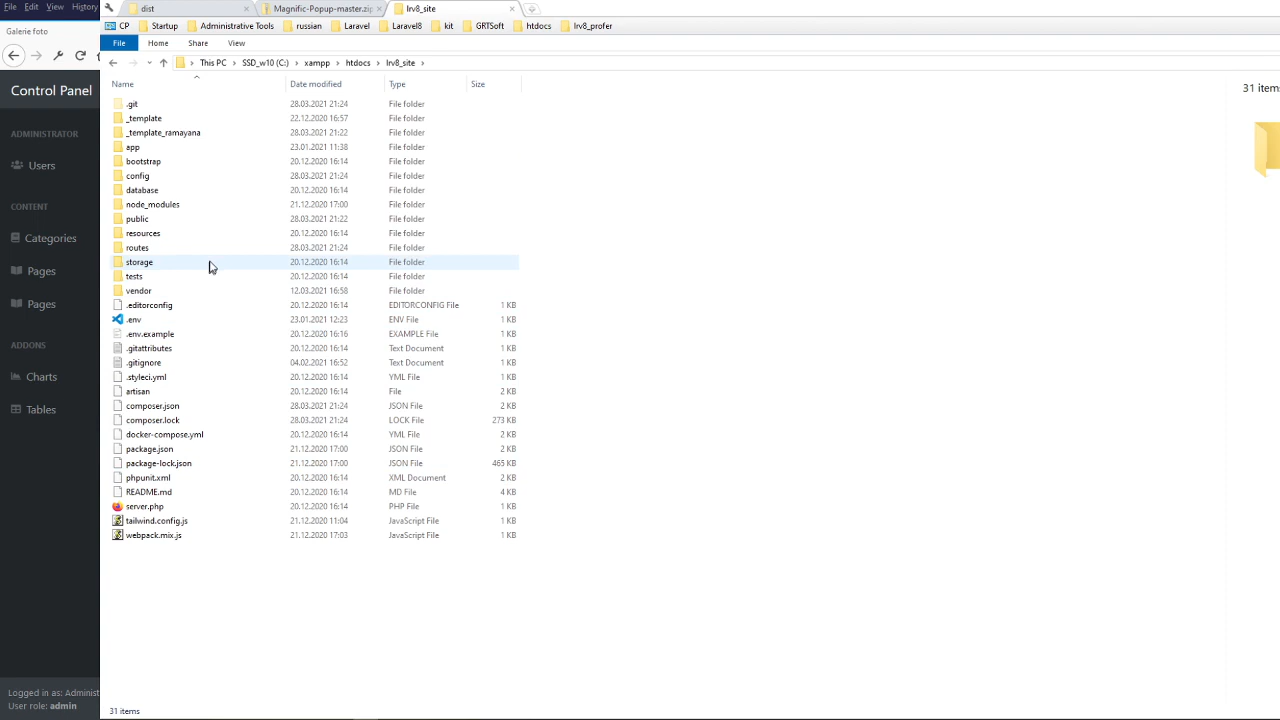 File Edit View History
dist
Magnific-Popup-master.zip
lrv8_site
CP Startup Administrative Tools russian Laravel Laravel8 kit GRTSoft htdocs lrv8_profer
Galerie foto
File Home Share View
This PC > SSD_w10 (C:) > xampp > htdocs > lrv8_site >
Name Date modified Type Size
31 items
Control Panel
ADMINISTRATOR
Users
CONTENT
Categories
Pages
Pages
ADDONS
Charts
Tables
Logged in as: Administ
User role: admin
.git 28.03.2021 21:24 File folder
_template 22.12.2020 16:57 File folder
_template_ramayana 28.03.2021 21:22 File folder
app 23.01.2021 11:38 File folder
bootstrap 20.12.2020 16:14 File folder
config 28.03.2021 21:24 File folder
database 20.12.2020 16:14 File folder
node_modules 21.12.2020 17:00 File folder
public 28.03.2021 21:22 File folder
resources 20.12.2020 16:14 File folder
routes 28.03.2021 21:24 File folder
storage 20.12.2020 16:14 File folder
tests 20.12.2020 16:14 File folder
vendor 12.03.2021 16:58 File folder
.editorconfig 20.12.2020 16:14 EDITORCONFIG File 1 KB
.env 23.01.2021 12:23 ENV File 1 KB
.env.example 20.12.2020 16:16 EXAMPLE File 1 KB
.gitattributes 20.12.2020 16:14 Text Document 1 KB
.gitignore 04.02.2021 16:52 Text Document 1 KB
.styleci.yml 20.12.2020 16:14 YML File 1 KB
artisan 20.12.2020 16:14 File 2 KB
composer.json 28.03.2021 21:24 JSON File 2 KB
composer.lock 28.03.2021 21:24 LOCK File 273 KB
docker-compose.yml 20.12.2020 16:14 YML File 2 KB
package.json 21.12.2020 17:00 JSON File 2 KB
package-lock.json 21.12.2020 17:00 JSON File 465 KB
phpunit.xml 20.12.2020 16:14 XML Document 2 KB
README.md 20.12.2020 16:14 MD File 4 KB
server.php 20.12.2020 16:14 PHP File 1 KB
tailwind.config.js 21.12.2020 11:04 JavaScript File 1 KB
webpack.mix.js 21.12.2020 17:03 JavaScript File 1 KB
31 items